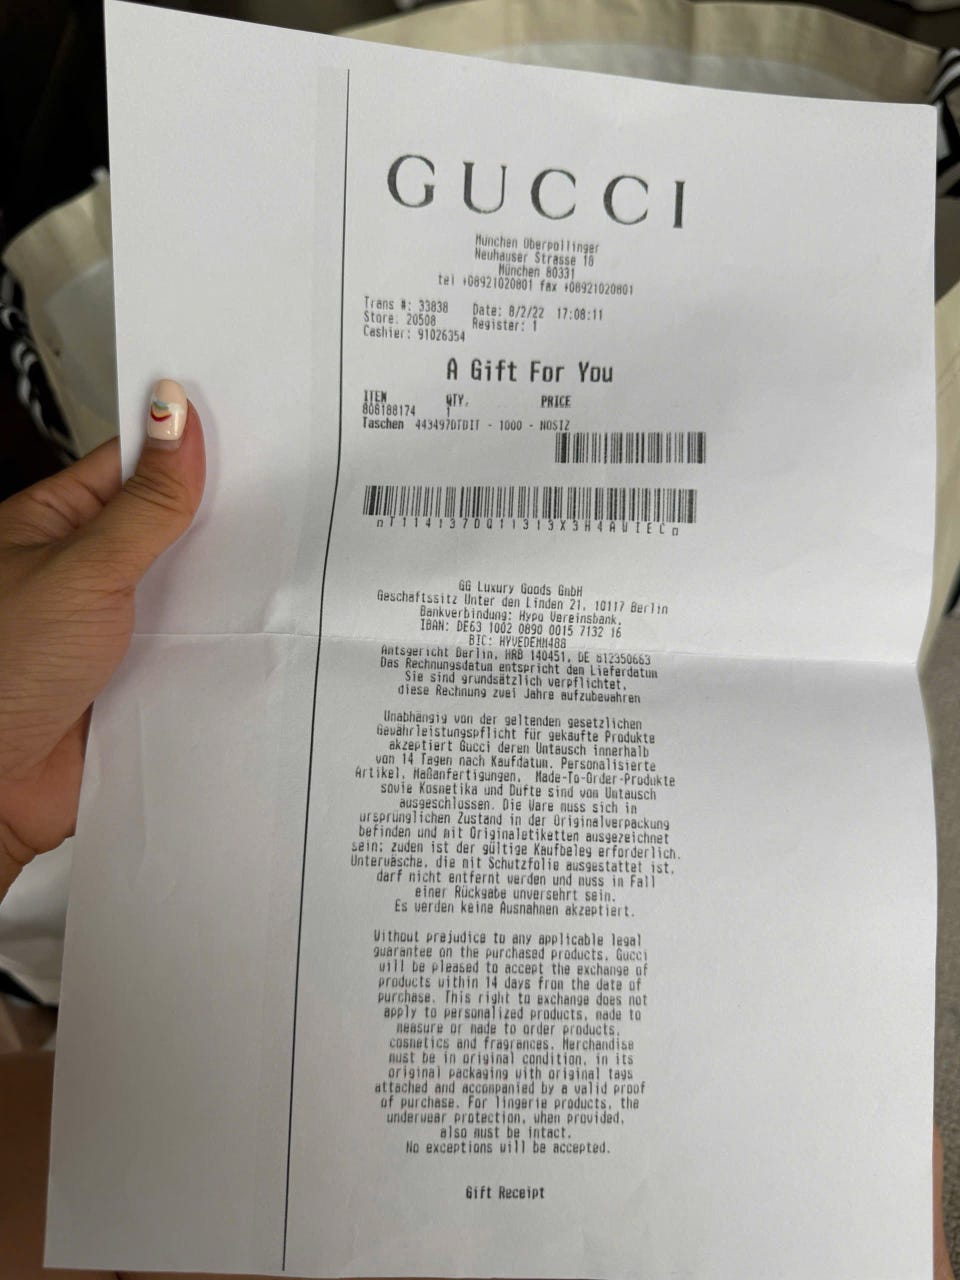 GUCCI
München Oberpollinger
Neuhauser Strasse 18
München 80331
tel +08921020801 fax +08921020801
Trans #: 33838 Date: 8/2/22 17:08:11
Store: 20508 Register: 1
Cashier: 91026354
A Gift For You
ITEM QTY. PRICE
806188174 1
Taschen 443497DTDIT - 1000 - NOSIZ
nT114137DQ11313X3H4AUIECn
GG Luxury Goods GmbH
Geschaftssitz Unter den Linden 21, 10117 Berlin
Bankverbindung: Hypo Vereinsbank,
IBAN: DE63 1002 0890 0015 7132 16
BIC: HYVEDEMM488
Amtsgericht Berlin, HRB 140451, DE 812350663
Das Rechnungsdatum entspricht den Lieferdatum
Sie sind grundsätzlich verpflichtet,
diese Rechnung zwei Jahre aufzubewahren
Unabhängig von der geltenden gesetzlichen
Gewährleistungspflicht für gekaufte Produkte
akzeptiert Gucci deren Umtausch innerhalb
von 14 Tagen nach Kaufdatum. Personalisierte
Artikel, Maßanfertigungen, Made-To-Order-Produkte
sowie Kosmetika und Dufte sind vom Umtausch
ausgeschlossen. Die Ware muss sich im
ursprünglichen Zustand in der Originalverpackung
befinden und mit Originaletiketten ausgezeichnet
sein; zudem ist der gültige Kaufbeleg erforderlich.
Unterwäsche, die mit Schutzfolie ausgestattet ist,
darf nicht entfernt werden und muss im Fall
einer Rückgabe unversehrt sein.
Es werden keine Ausnahmen akzeptiert.
Without prejudice to any applicable legal
guarantee on the purchased products, Gucci
will be pleased to accept the exchange of
products within 14 days from the date of
purchase. This right to exchange does not
apply to personalized products, made to
measure or made to order products,
cosmetics and fragrances. Merchandise
must be in original condition, in its
original packaging with original tags
attached and accompanied by a valid proof
of purchase. For lingerie products, the
underwear protection, when provided,
also must be intact.
No exceptions will be accepted.
Gift Receipt